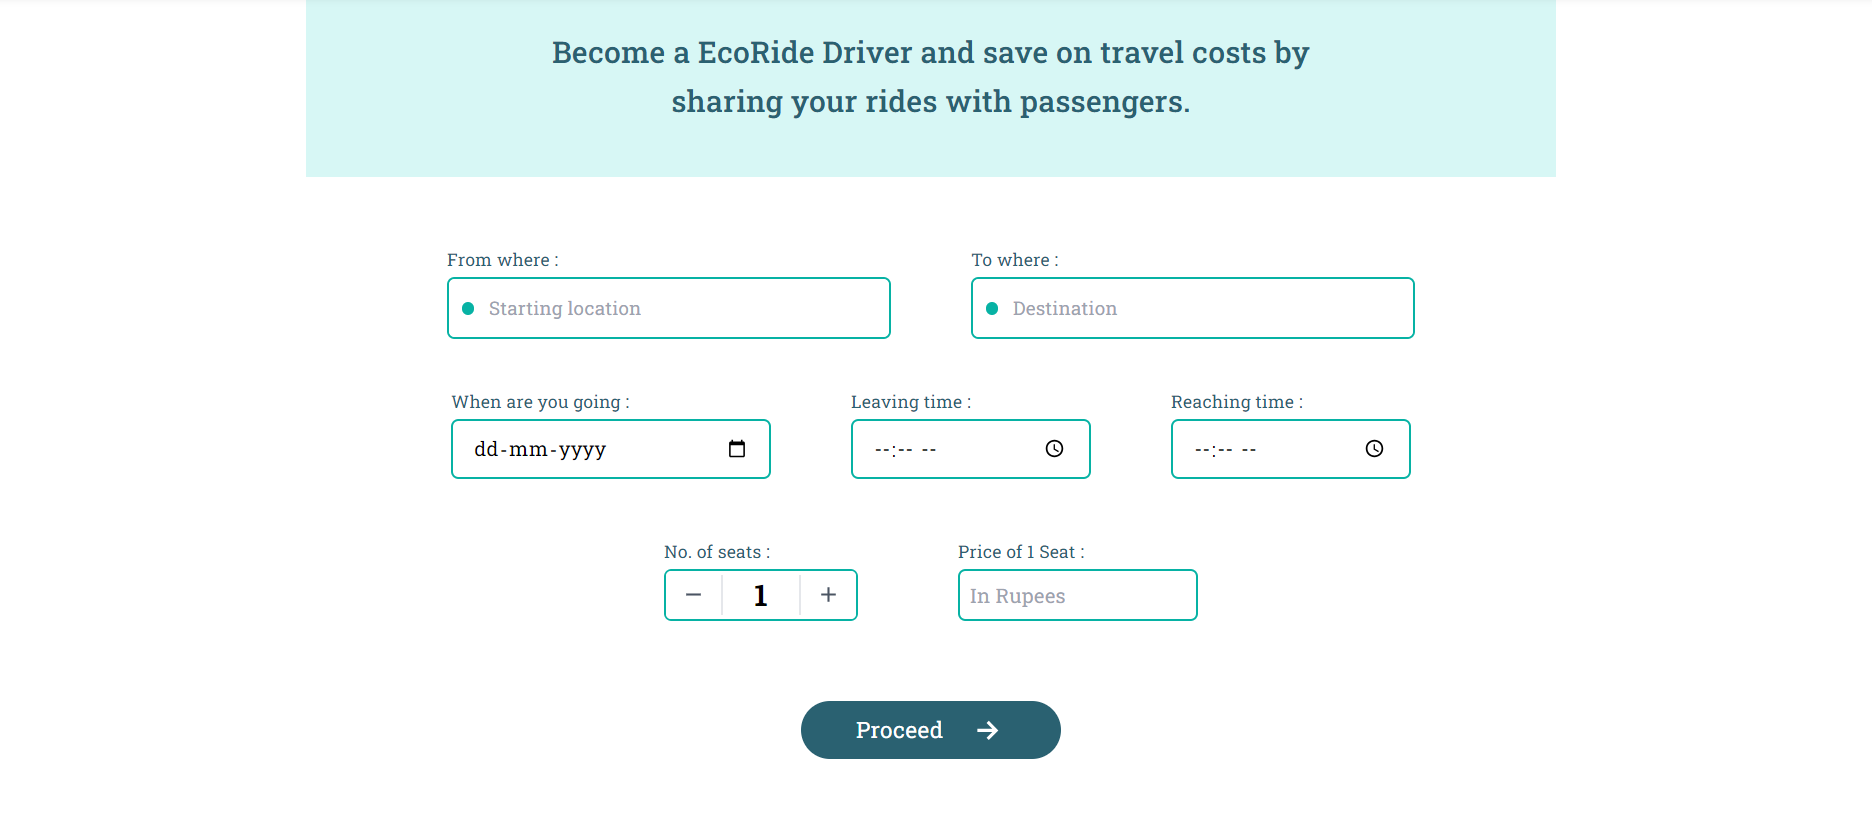 Become a EcoRide Driver and save on travel costs by
sharing your rides with passengers.
From where :
To where :
Starting location
Destination
When are you going :
Leaving time :
Reaching time :
dd-mm-yyyy
--:-- --
--:-- --
No. of seats :
Price of 1 Seat :
− 1 +
In Rupees
Proceed →